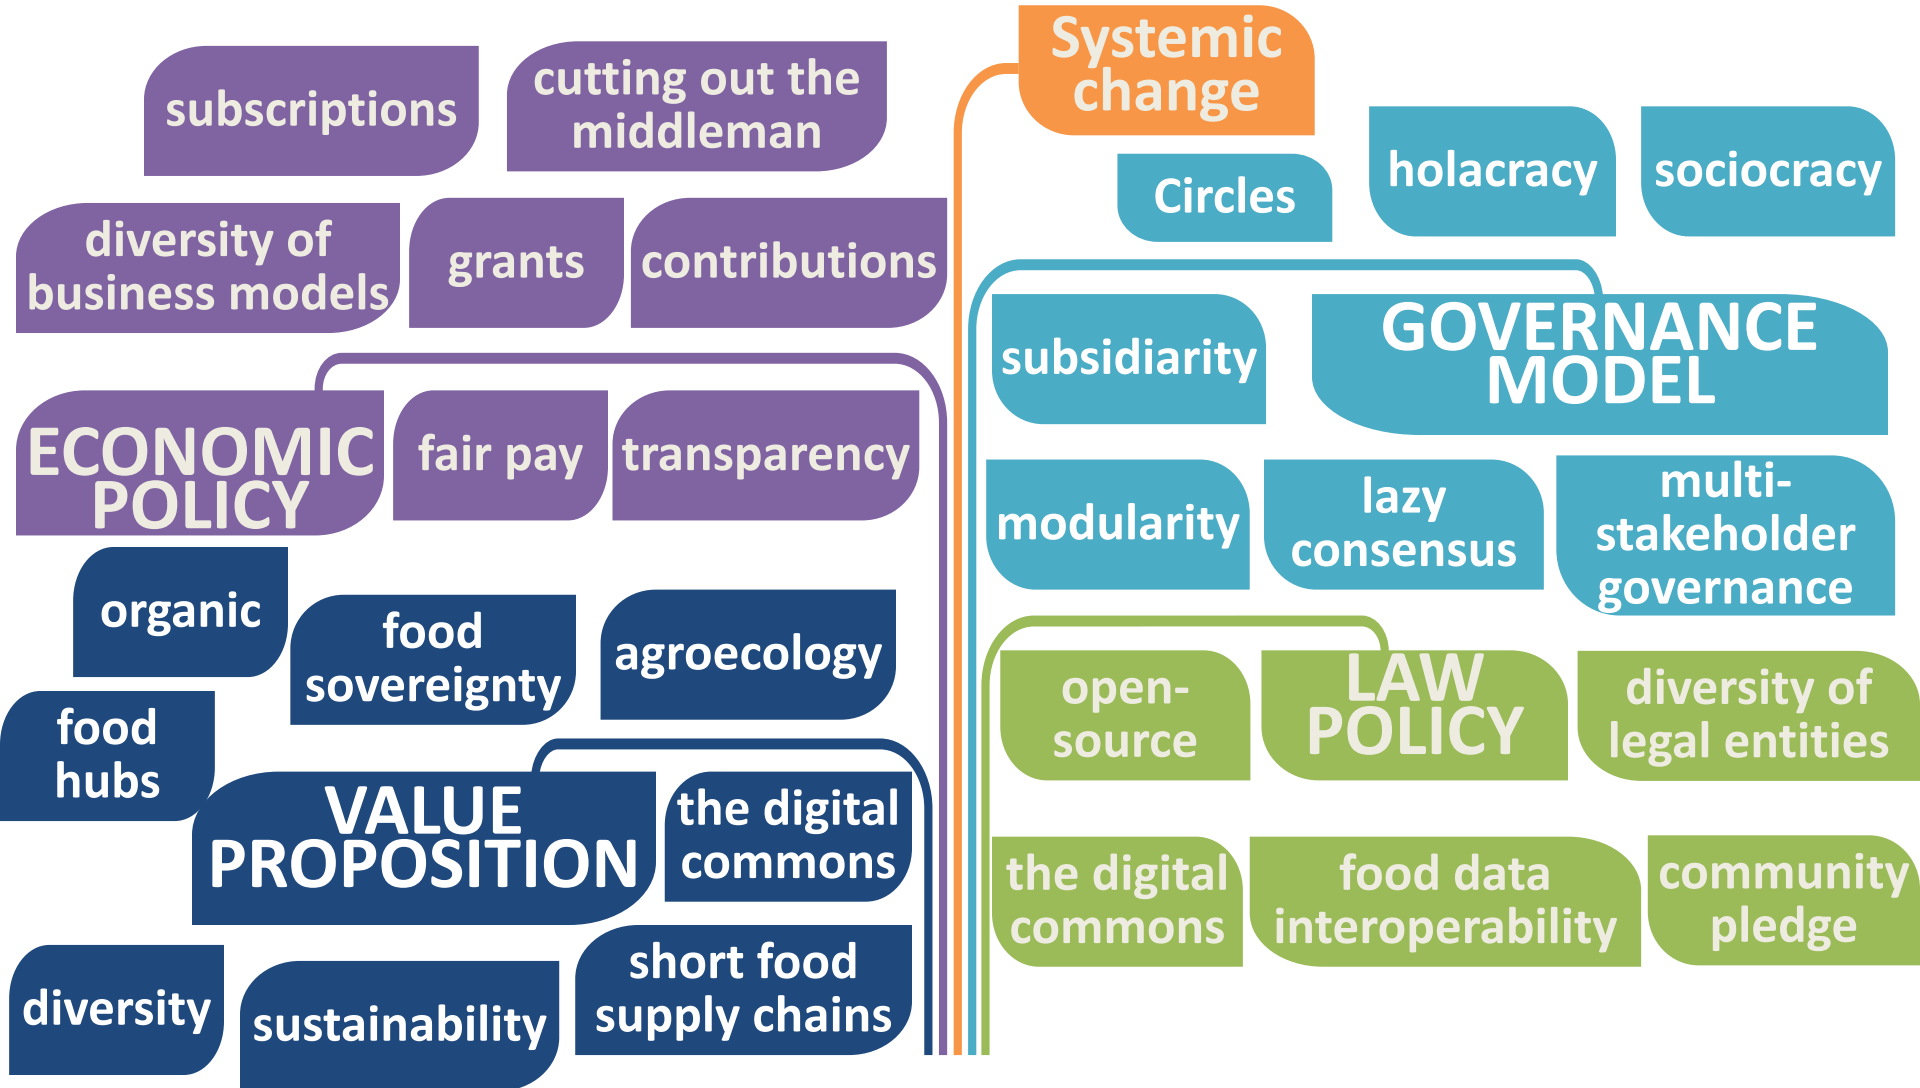 subscriptions
cutting out the
middleman
diversity of
business models
grants
contributions
ECONOMIC
POLICY
fair pay
transparency
organic
food
sovereignty
agroecology
food
hubs
VALUE
PROPOSITION
the digital
commons
diversity
sustainability
short food
supply chains
Systemic
change
Circles
holacracy
sociocracy
subsidiarity
GOVERNANCE
MODEL
modularity
lazy
consensus
multi-
stakeholder
governance
open-
source
LAW
POLICY
diversity of
legal entities
the digital
commons
food data
interoperability
community
pledge